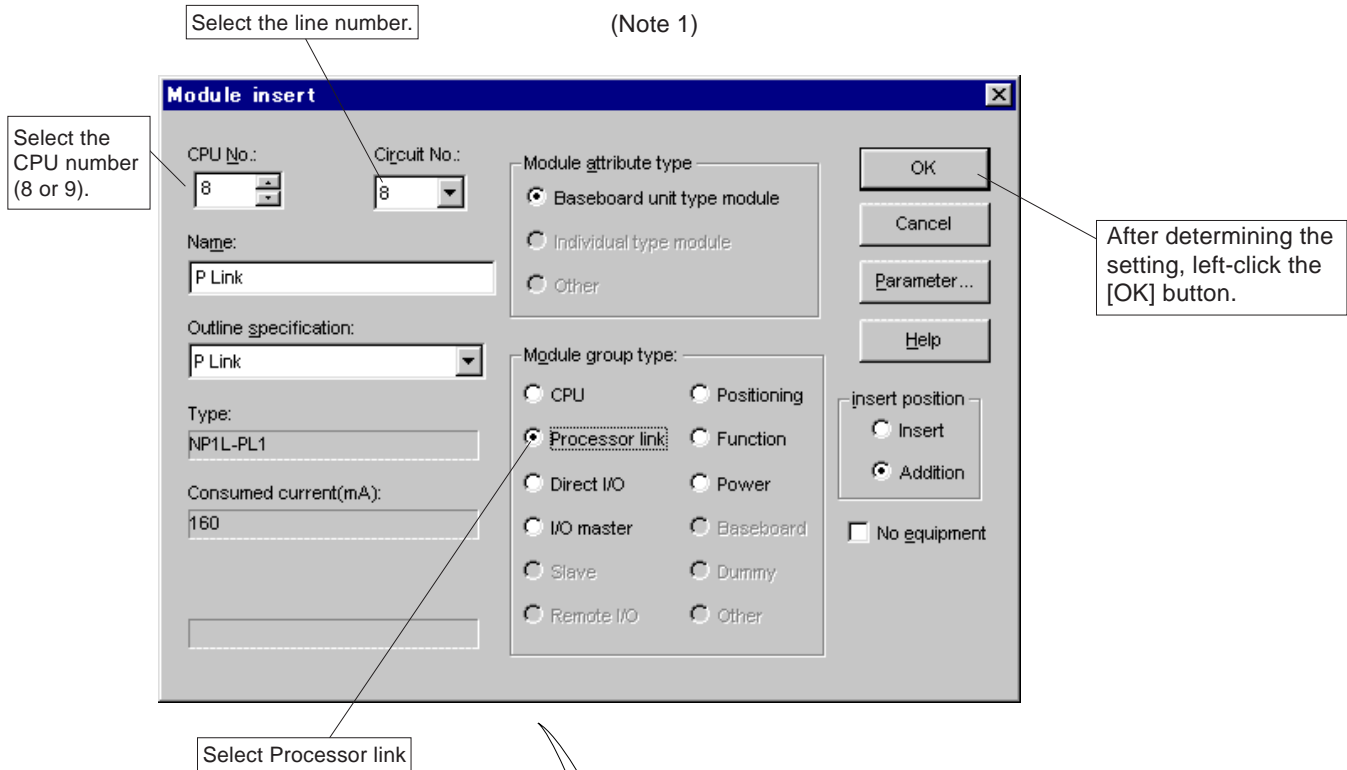 Select the line number.
(Note 1)
Module insert
Select the
CPU number
(8 or 9).
CPU No.:
8
Circuit No.:
8
Name:
P Link
Outline specification:
P Link
Type:
NP1L-PL1
Consumed current(mA):
160
Module attribute type
Baseboard unit type module
Individual type module
Other
Module group type:
CPU
Positioning
Processor link
Function
Direct I/O
Power
I/O master
Baseboard
Slave
Dummy
Remote I/O
Other
OK
Cancel
Parameter...
Help
insert position
Insert
Addition
No equipment
After determining the
setting, left-click the
[OK] button.
Select Processor link